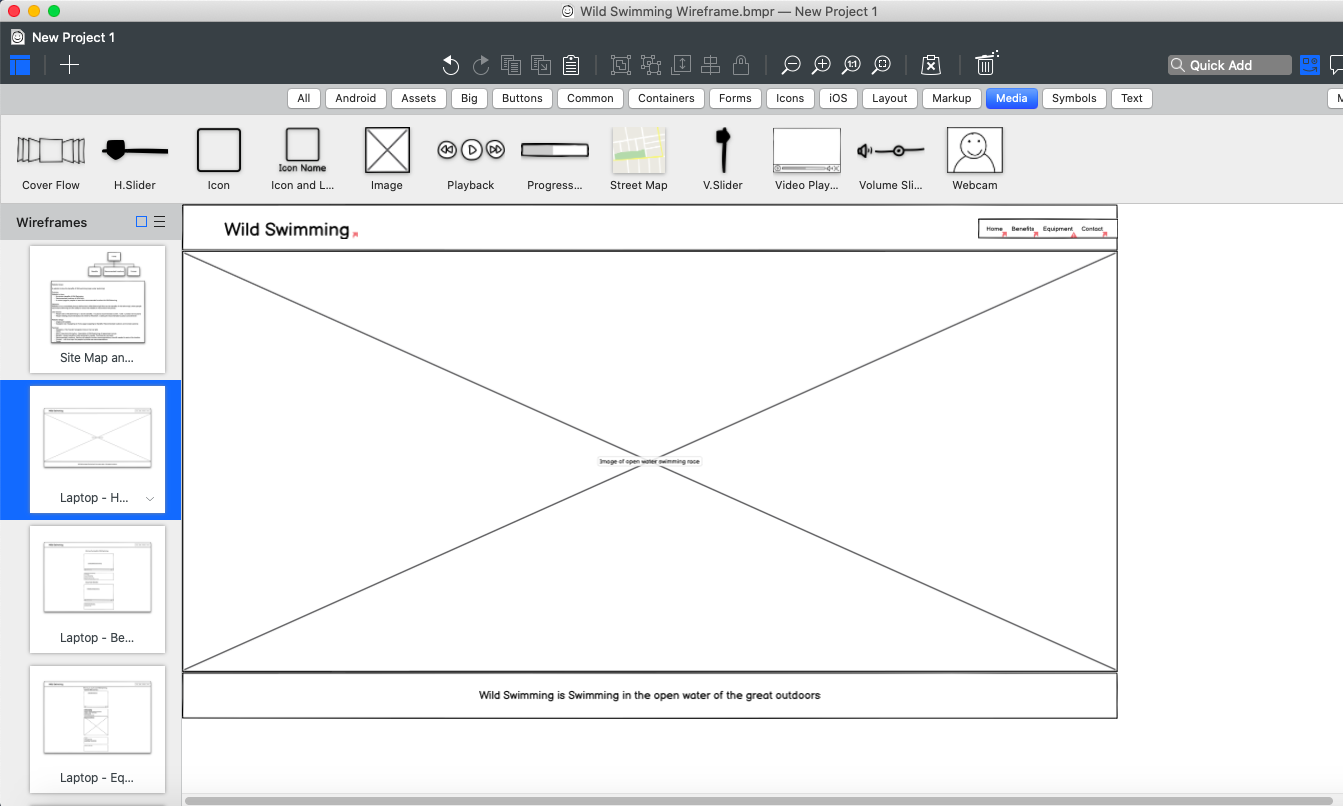 Wild Swimming Wireframe.bmpr — New Project 1
New Project 1
1:1
Quick Add
All Android Assets Big Buttons Common Containers Forms Icons iOS Layout Markup Media Symbols Text M
Icon Name
Cover Flow H.Slider Icon Icon and L... Image Playback Progress... Street Map V.Slider Video Play... Volume Sli... Webcam
Wireframes
Wild Swimming
Home Benefits Equipment Contact
Site Map an...
Laptop - H...
Image of open water swimming race
Laptop - Be...
Wild Swimming is Swimming in the open water of the great outdoors
Laptop - Eq...